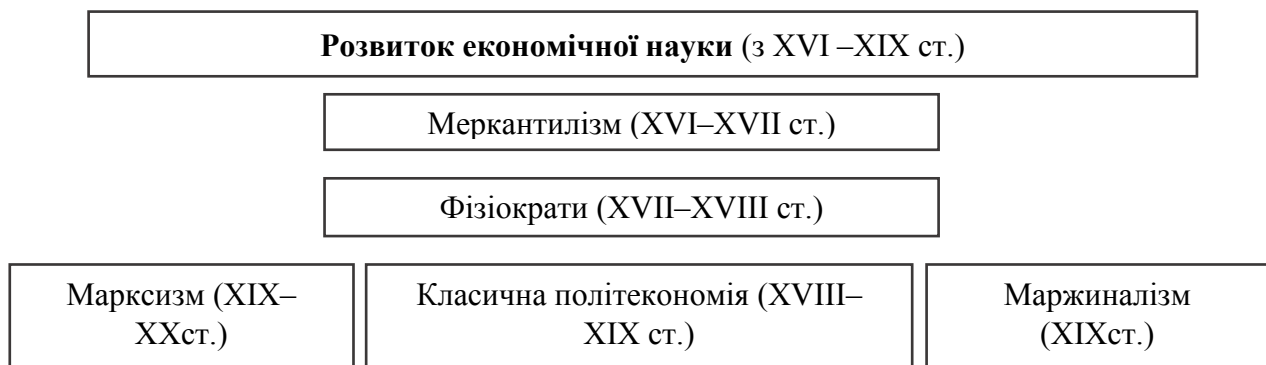 Розвиток економічної науки (з XVI –XIX ст.)
Меркантилізм (XVI–XVII ст.)
Фізіократи (XVII–XVIII ст.)
Марксизм (XIX–
XXст.)
Класична політекономія (XVIII–
XIX ст.)
Маржиналізм
(XIXст.)